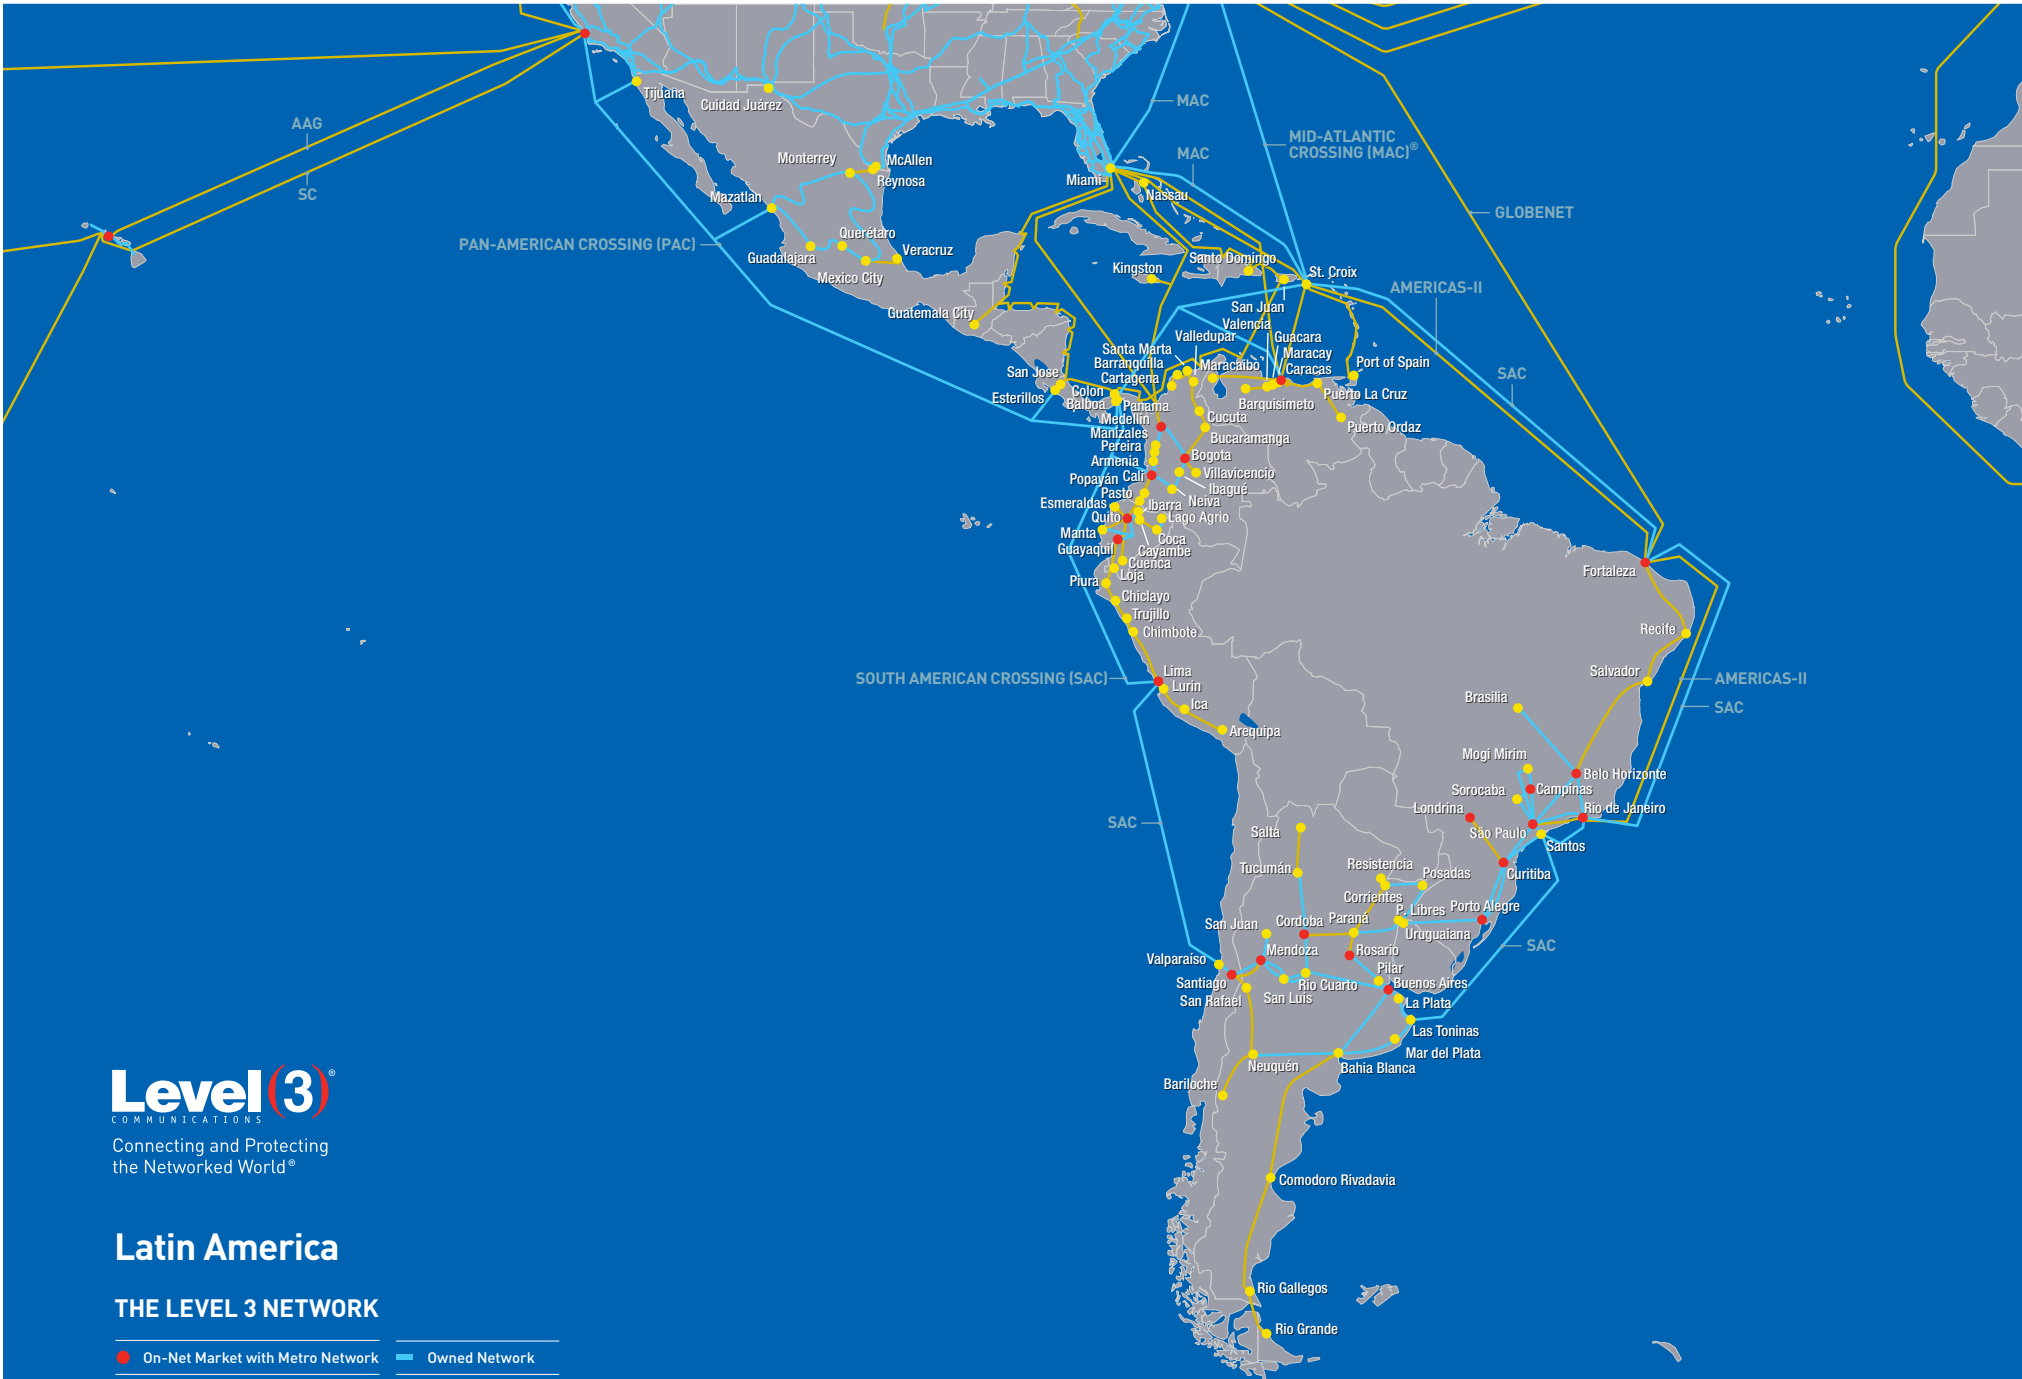 MAC
MID-ATLANTIC
CROSSING (MAC)®
MAC
AAG
SC
GLOBENET
PAN-AMERICAN CROSSING (PAC)
AMERICAS-II
SAC
SOUTH AMERICAN CROSSING (SAC)
AMERICAS-II
SAC
SAC
SAC
Tijuana
Cuidad Juárez
Monterrey
McAllen
Reynosa
Mazatlan
Querétaro
Guadalajara
Veracruz
Mexico City
Guatemala City
Miami
Nassau
Kingston
Santo Domingo
St. Croix
San Juan
Valencia
Valledupar
Guacara
Santa Marta
Maracay
Barranquilla
Maracaibo
Caracas
Cartagena
Port of Spain
San Jose
Esterillos
Colon
Balboa
Panama
Barquisimeto
Puerto La Cruz
Medellin
Cucuta
Puerto Ordaz
Manizales
Bucaramanga
Pereira
Bogota
Armenia
Villavicencio
Popayán
Cali
Ibagué
Pasto
Neiva
Esmeraldas
Ibarra
Quito
Lago Agrio
Manta
Coca
Guayaquil
Cayambe
Cuenca
Loja
Piura
Chiclayo
Trujillo
Chimbote
Lima
Lurin
Ica
Arequipa
Fortaleza
Recife
Salvador
Brasilia
Mogi Mirim
Belo Horizonte
Sorocaba
Campinas
Londrina
Rio de Janeiro
São Paulo
Santos
Curitiba
Salta
Tucumán
Resistencia
Posadas
Corrientes
P. Libres
Porto Alegre
San Juan
Cordoba
Paraná
Uruguaiana
Mendoza
Rosario
Valparaíso
Pilar
Santiago
Rio Cuarto
Buenos Aires
San Rafael
San Luis
La Plata
Las Toninas
Mar del Plata
Neuquén
Bahia Blanca
Bariloche
Comodoro Rivadavia
Rio Gallegos
Rio Grande
Level(3)®
COMMUNICATIONS
Connecting and Protecting
the Networked World®
Latin America
THE LEVEL 3 NETWORK
On-Net Market with Metro Network
Owned Network